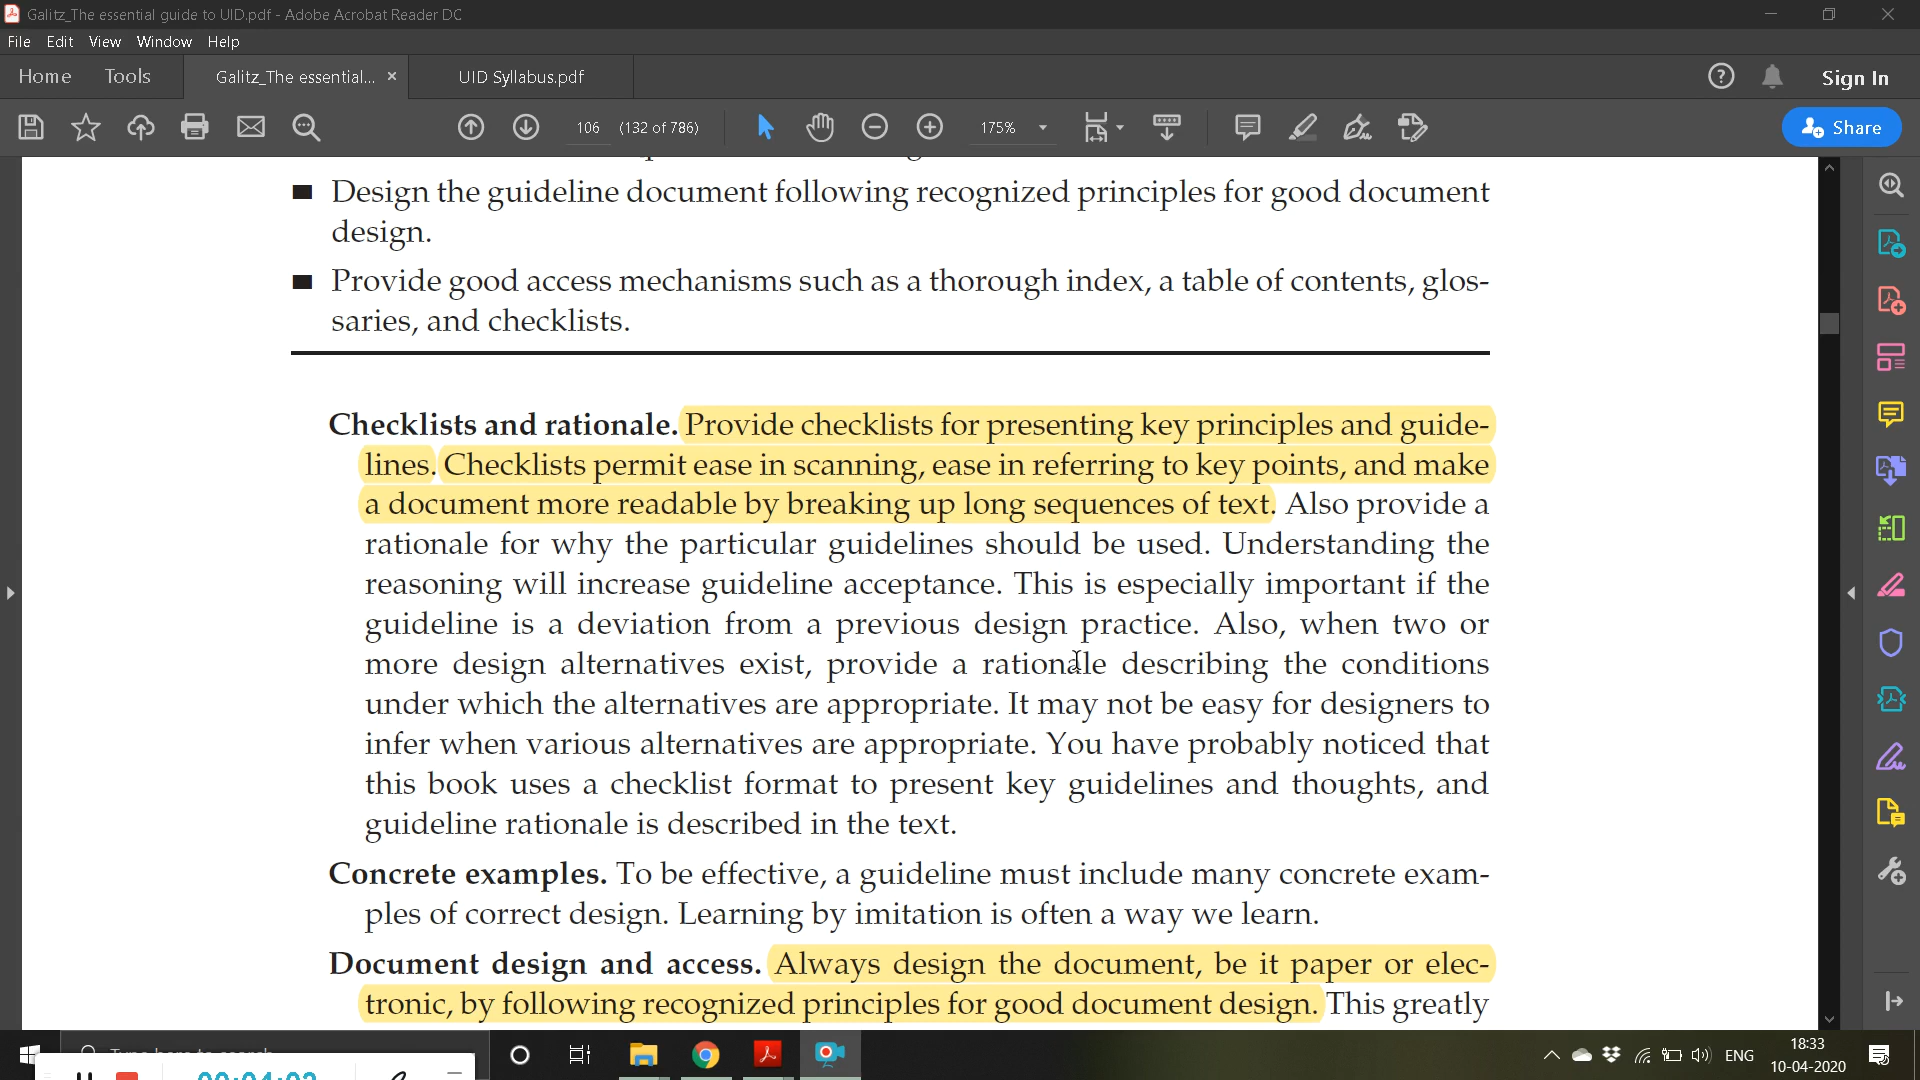 Galitz_The essential guide to UID.pdf - Adobe Acrobat Reader DC
File Edit View Window Help
Home Tools Galitz_The essential... × UID Syllabus.pdf Sign In
106 (132 of 786) 175% Share
Design the guideline document following recognized principles for good document
design.
Provide good access mechanisms such as a thorough index, a table of contents, glos-
saries, and checklists.
Checklists and rationale. Provide checklists for presenting key principles and guide-
lines. Checklists permit ease in scanning, ease in referring to key points, and make
a document more readable by breaking up long sequences of text. Also provide a
rationale for why the particular guidelines should be used. Understanding the
reasoning will increase guideline acceptance. This is especially important if the
guideline is a deviation from a previous design practice. Also, when two or
more design alternatives exist, provide a rationale describing the conditions
under which the alternatives are appropriate. It may not be easy for designers to
infer when various alternatives are appropriate. You have probably noticed that
this book uses a checklist format to present key guidelines and thoughts, and
guideline rationale is described in the text.
Concrete examples. To be effective, a guideline must include many concrete exam-
ples of correct design. Learning by imitation is often a way we learn.
Document design and access. Always design the document, be it paper or elec-
tronic, by following recognized principles for good document design. This greatly
18:33
ENG
10-04-2020